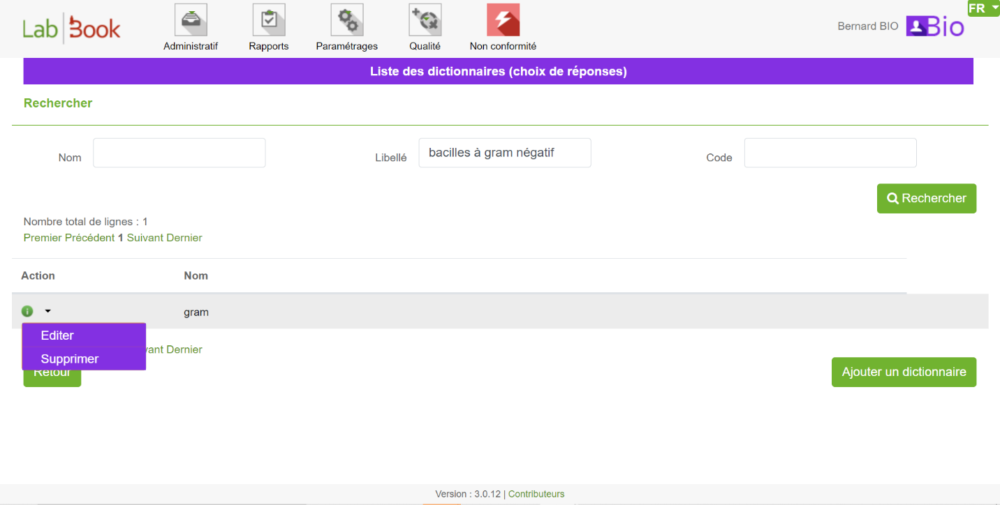 FR
Lab Book
Bernard BIO
Bio
Administratif
Rapports
Paramétrages
Qualité
Non conformité
Liste des dictionnaires (choix de réponses)
Rechercher
Nom
Libellé
bacilles à gram négatif
Code
Rechercher
Nombre total de lignes : 1
Premier Précédent 1 Suivant Dernier
Action
Nom
gram
Editer
Supprimer
Dernier
Retour
Ajouter un dictionnaire
Version : 3.0.12 | Contributeurs